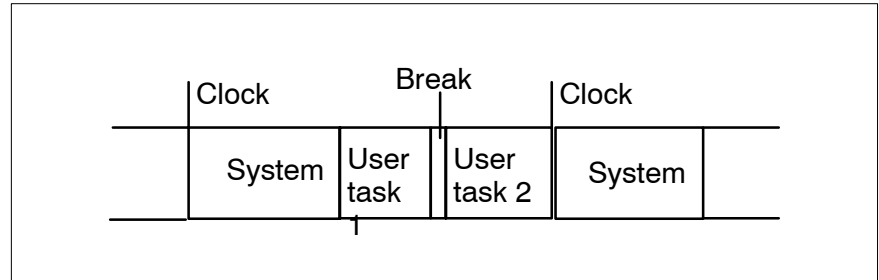 Clock
Break
Clock
System
User
task
1
User
task 2
System